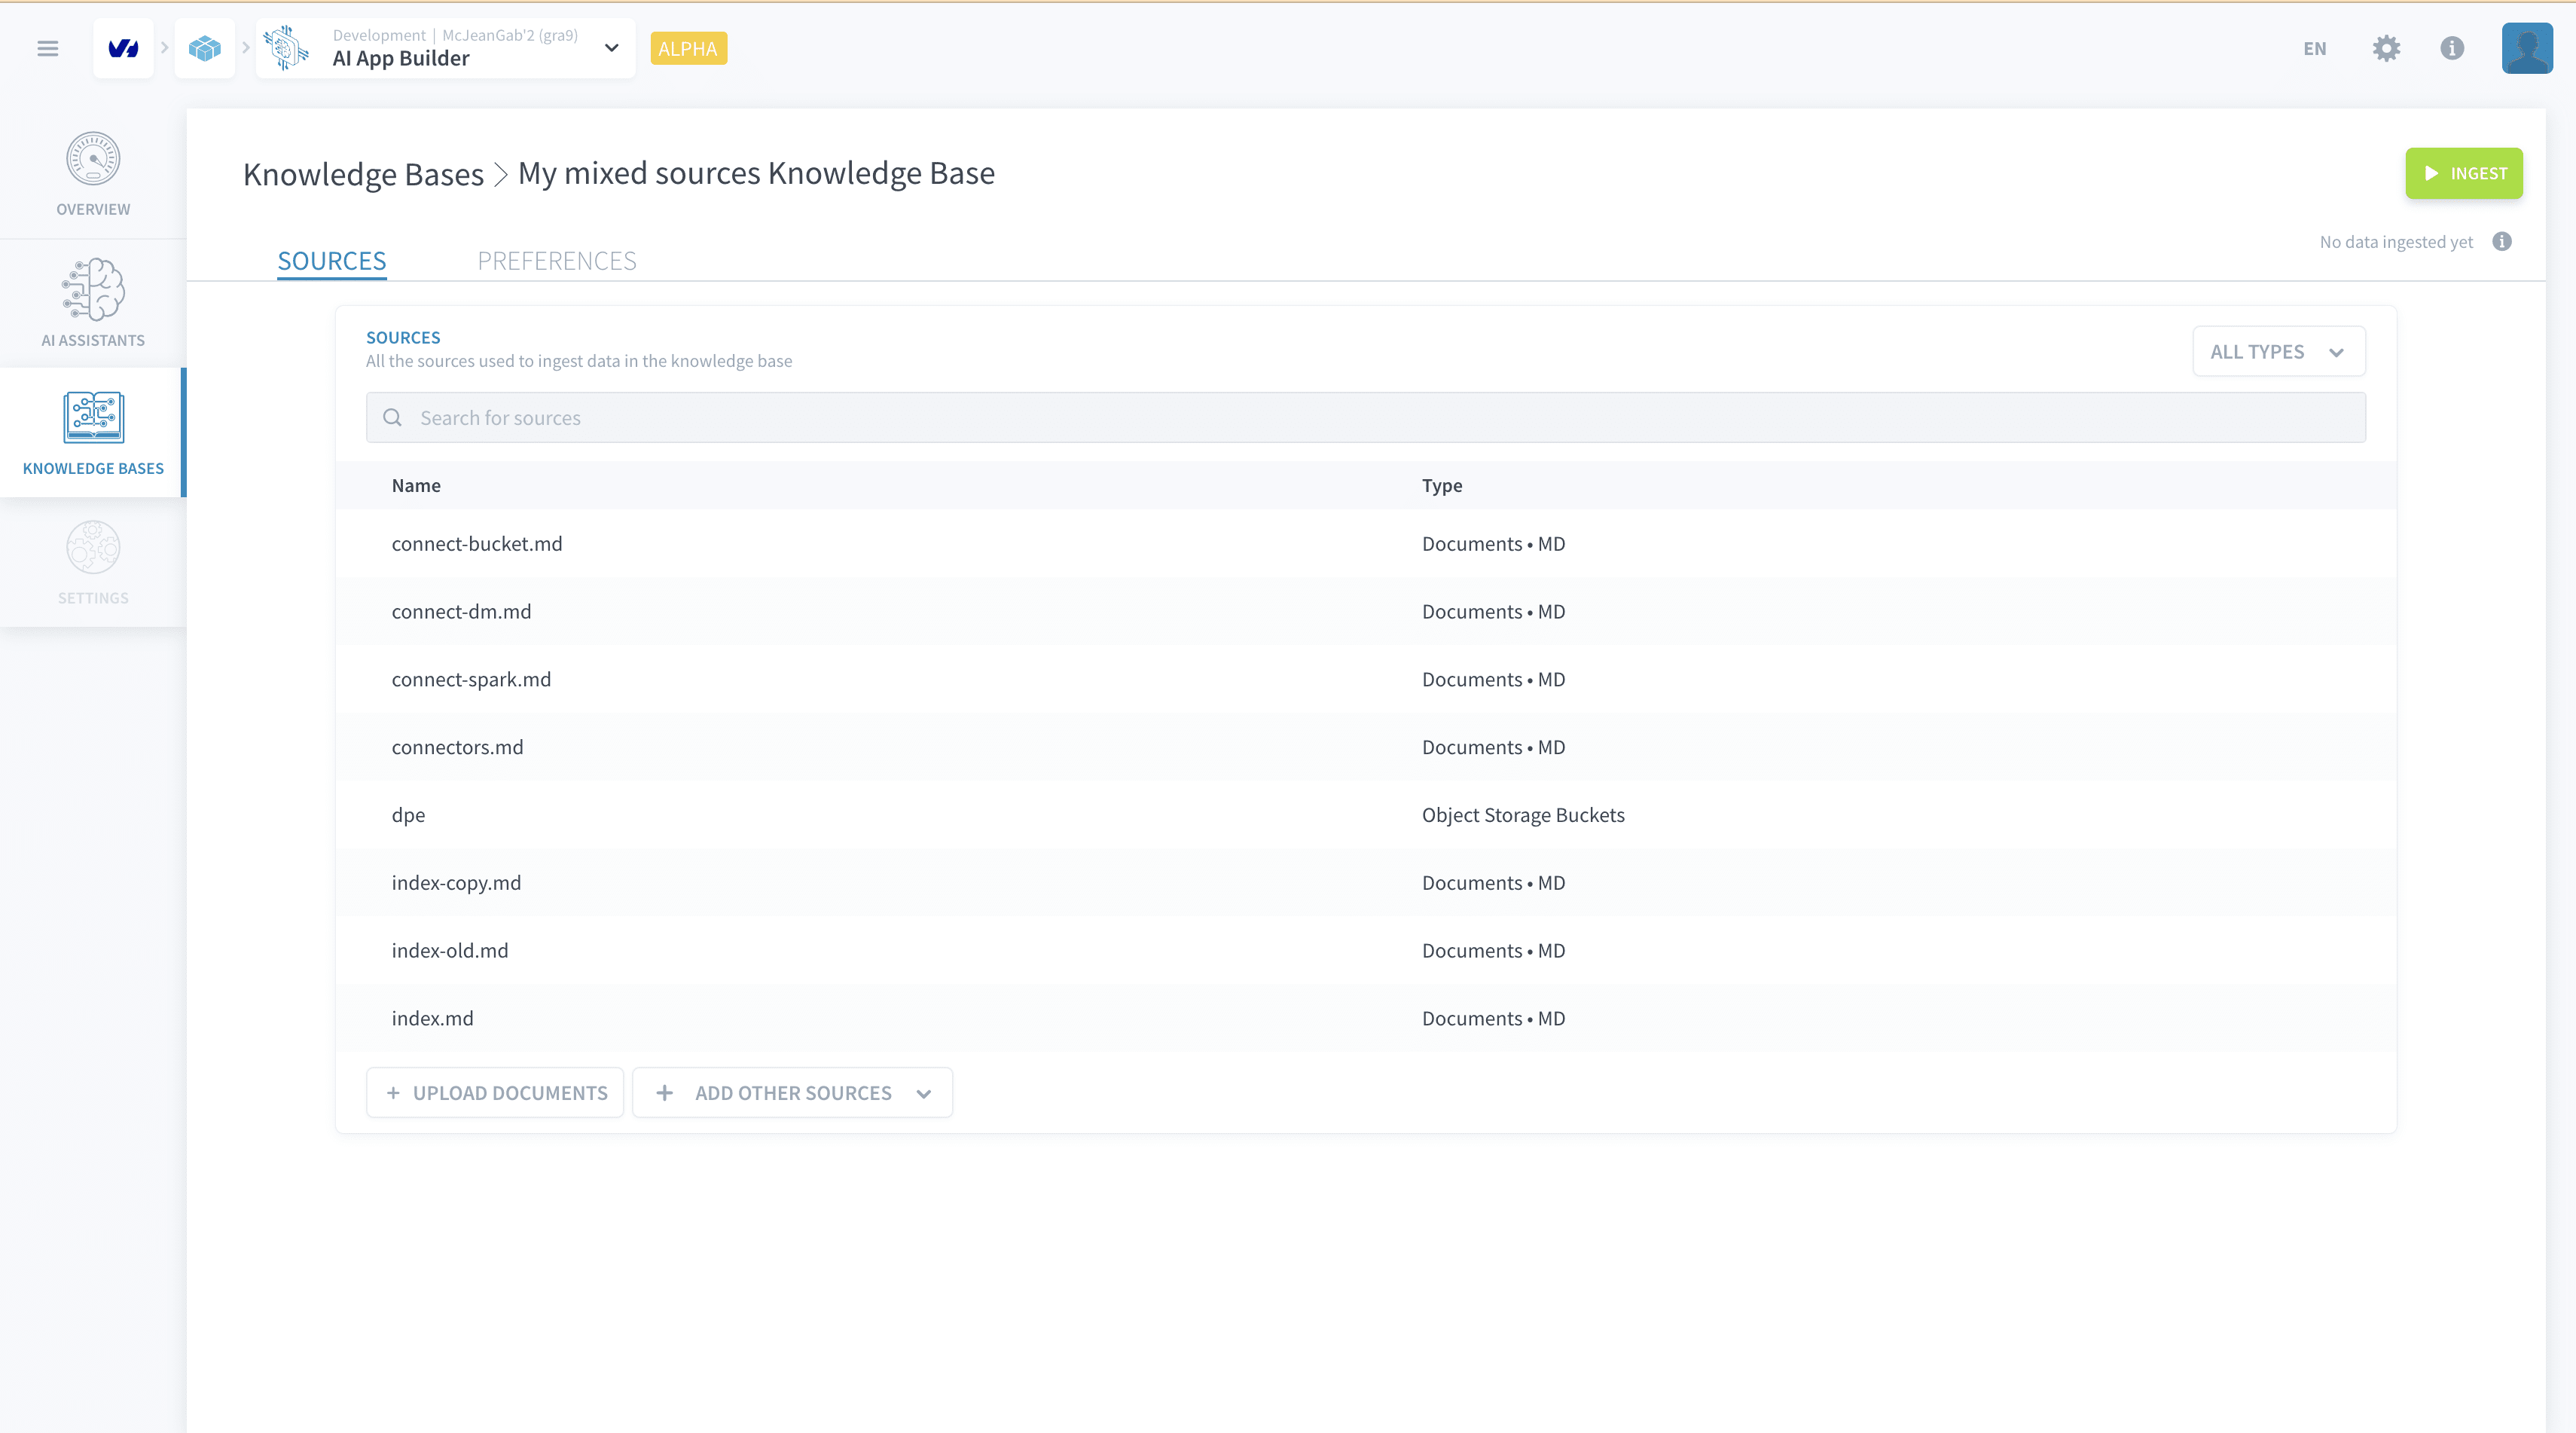 Development | McJeanGab'2 (gra9)
AI App Builder
ALPHA
EN
OVERVIEW
AI ASSISTANTS
KNOWLEDGE BASES
SETTINGS
Knowledge Bases > My mixed sources Knowledge Base
INGEST
No data ingested yet
SOURCES
PREFERENCES
SOURCES
All the sources used to ingest data in the knowledge base
ALL TYPES
Search for sources
Name Type
connect-bucket.md Documents • MD
connect-dm.md Documents • MD
connect-spark.md Documents • MD
connectors.md Documents • MD
dpe Object Storage Buckets
index-copy.md Documents • MD
index-old.md Documents • MD
index.md Documents • MD
+ UPLOAD DOCUMENTS
+ ADD OTHER SOURCES